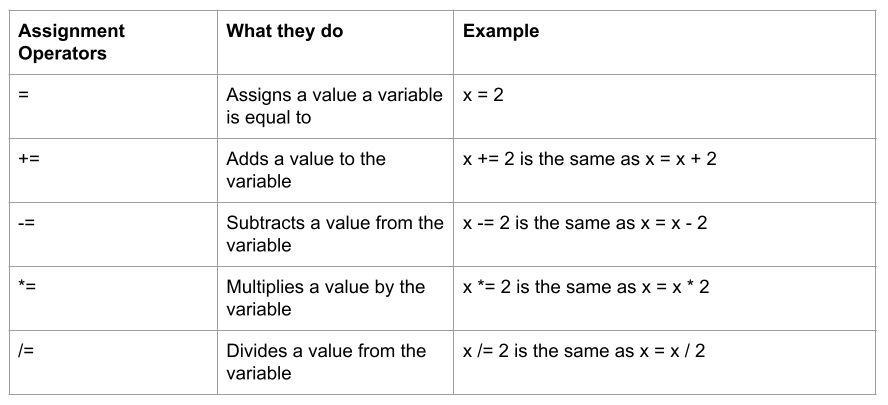 Assignment Operators
What they do
Example
=
Assigns a value a variable
is equal to
x = 2
+=
Adds a value to the
variable
x += 2 is the same as x = x + 2
-=
Subtracts a value from the
variable
x -= 2 is the same as x = x - 2
*=
Multiplies a value by the
variable
x *= 2 is the same as x = x * 2
/=
Divides a value from the
variable
x /= 2 is the same as x = x / 2